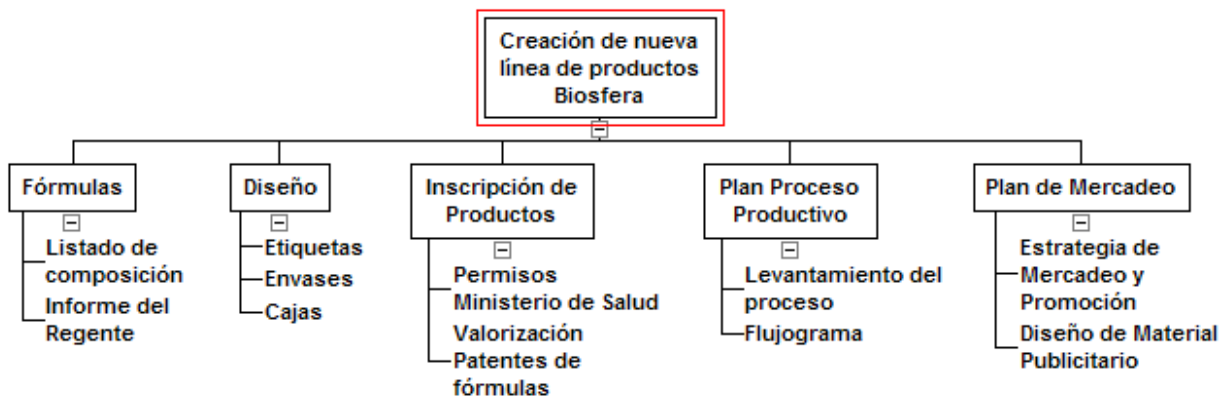 Creación de nueva
línea de productos
Biosfera
Fórmulas
Listado de
composición
Informe del
Regente
Diseño
Etiquetas
Envases
Cajas
Inscripción de
Productos
Permisos
Ministerio de Salud
Valorización
Patentes de
fórmulas
Plan Proceso
Productivo
Levantamiento del
proceso
Flujograma
Plan de Mercadeo
Estrategia de
Mercadeo y
Promoción
Diseño de Material
Publicitario